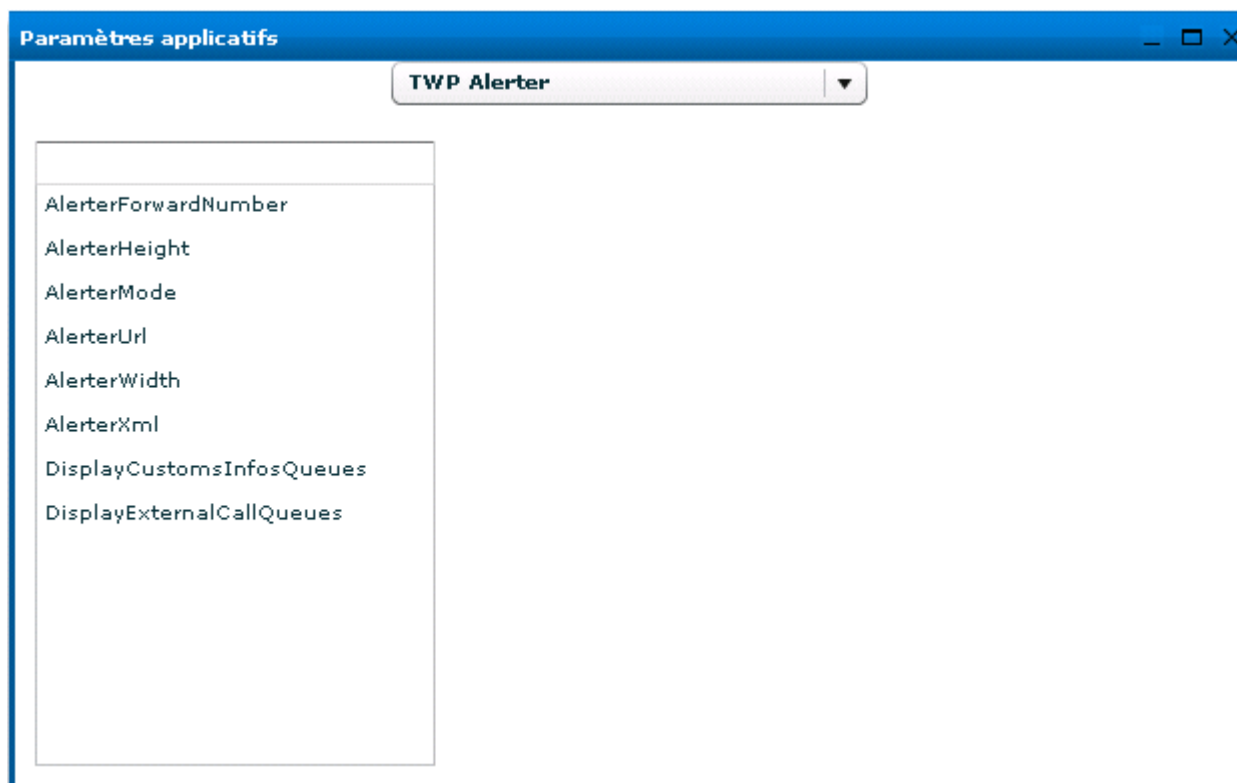 Paramètres applicatifs
TWP Alerter
AlerterForwardNumber
AlerterHeight
AlerterMode
AlerterUrl
AlerterWidth
AlerterXml
DisplayCustomsInfosQueues
DisplayExternalCallQueues